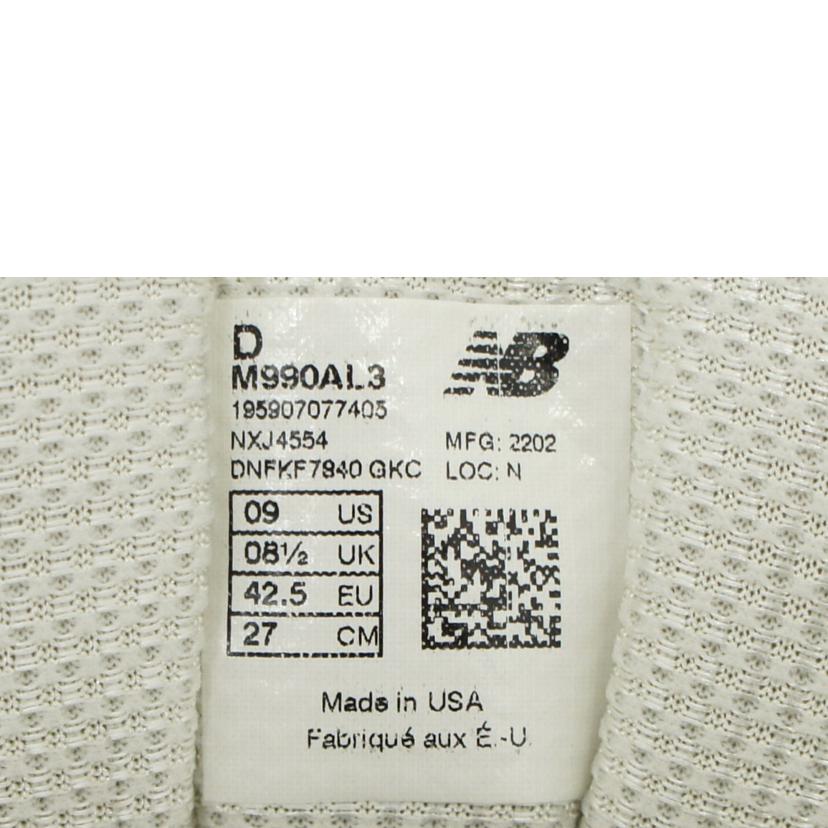 D
M990AL3
195907077405
NXJ4554
DNFKF7840 GKC
NB
MFG: 2202
LOC: N
09 US
08½ UK
42.5 EU
27 CM
Made in USA
Fabriqué aux É.-U.